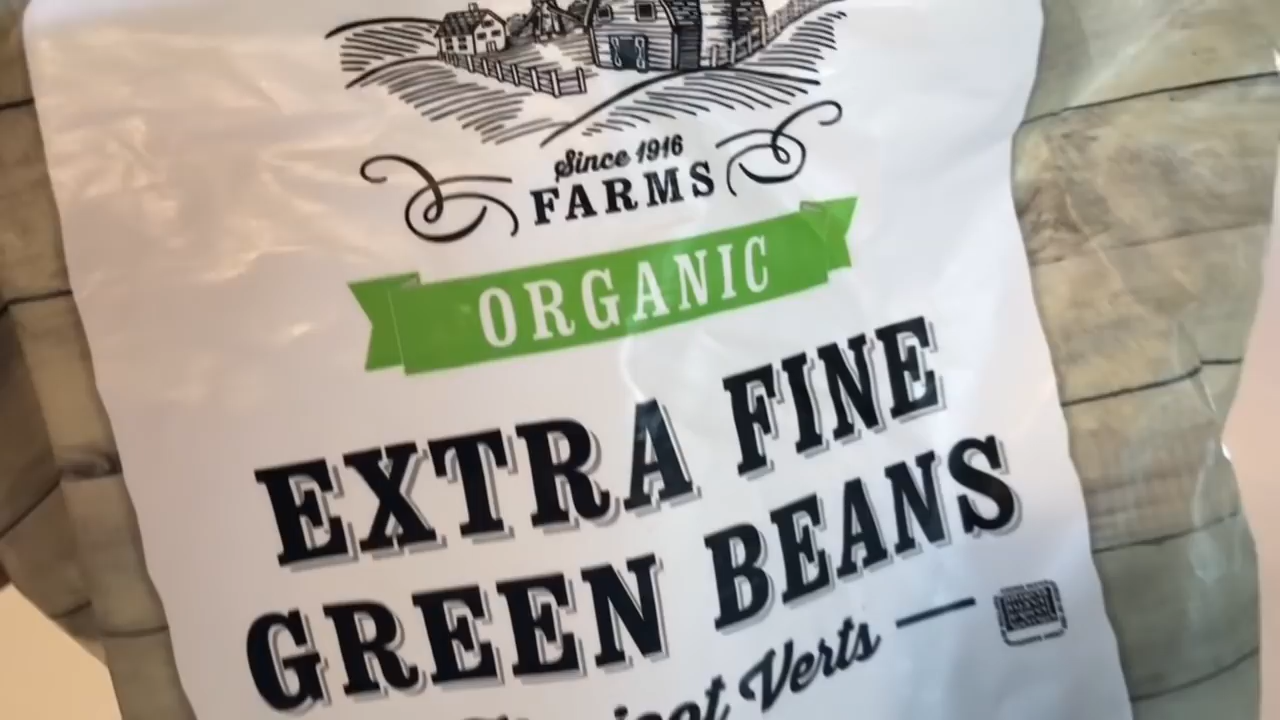 Since 1916
FARMS
ORGANIC
EXTRA FINE
GREEN BEANS
Verts